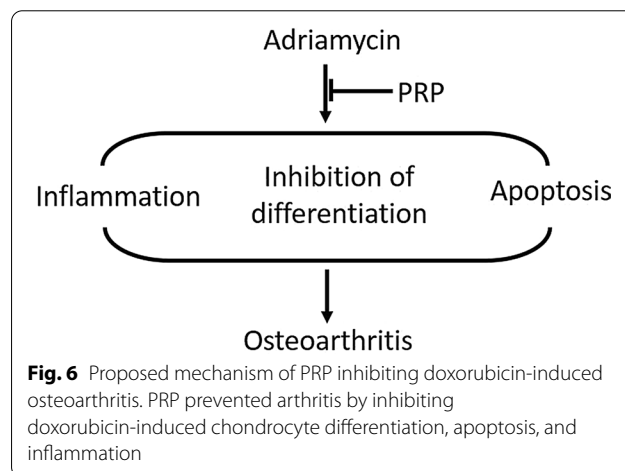 Adriamycin
PRP
Inflammation
Inhibition of
differentiation
Apoptosis
Osteoarthritis
Fig. 6 Proposed mechanism of PRP inhibiting doxorubicin-induced
osteoarthritis. PRP prevented arthritis by inhibiting
doxorubicin-induced chondrocyte differentiation, apoptosis, and
inflammation